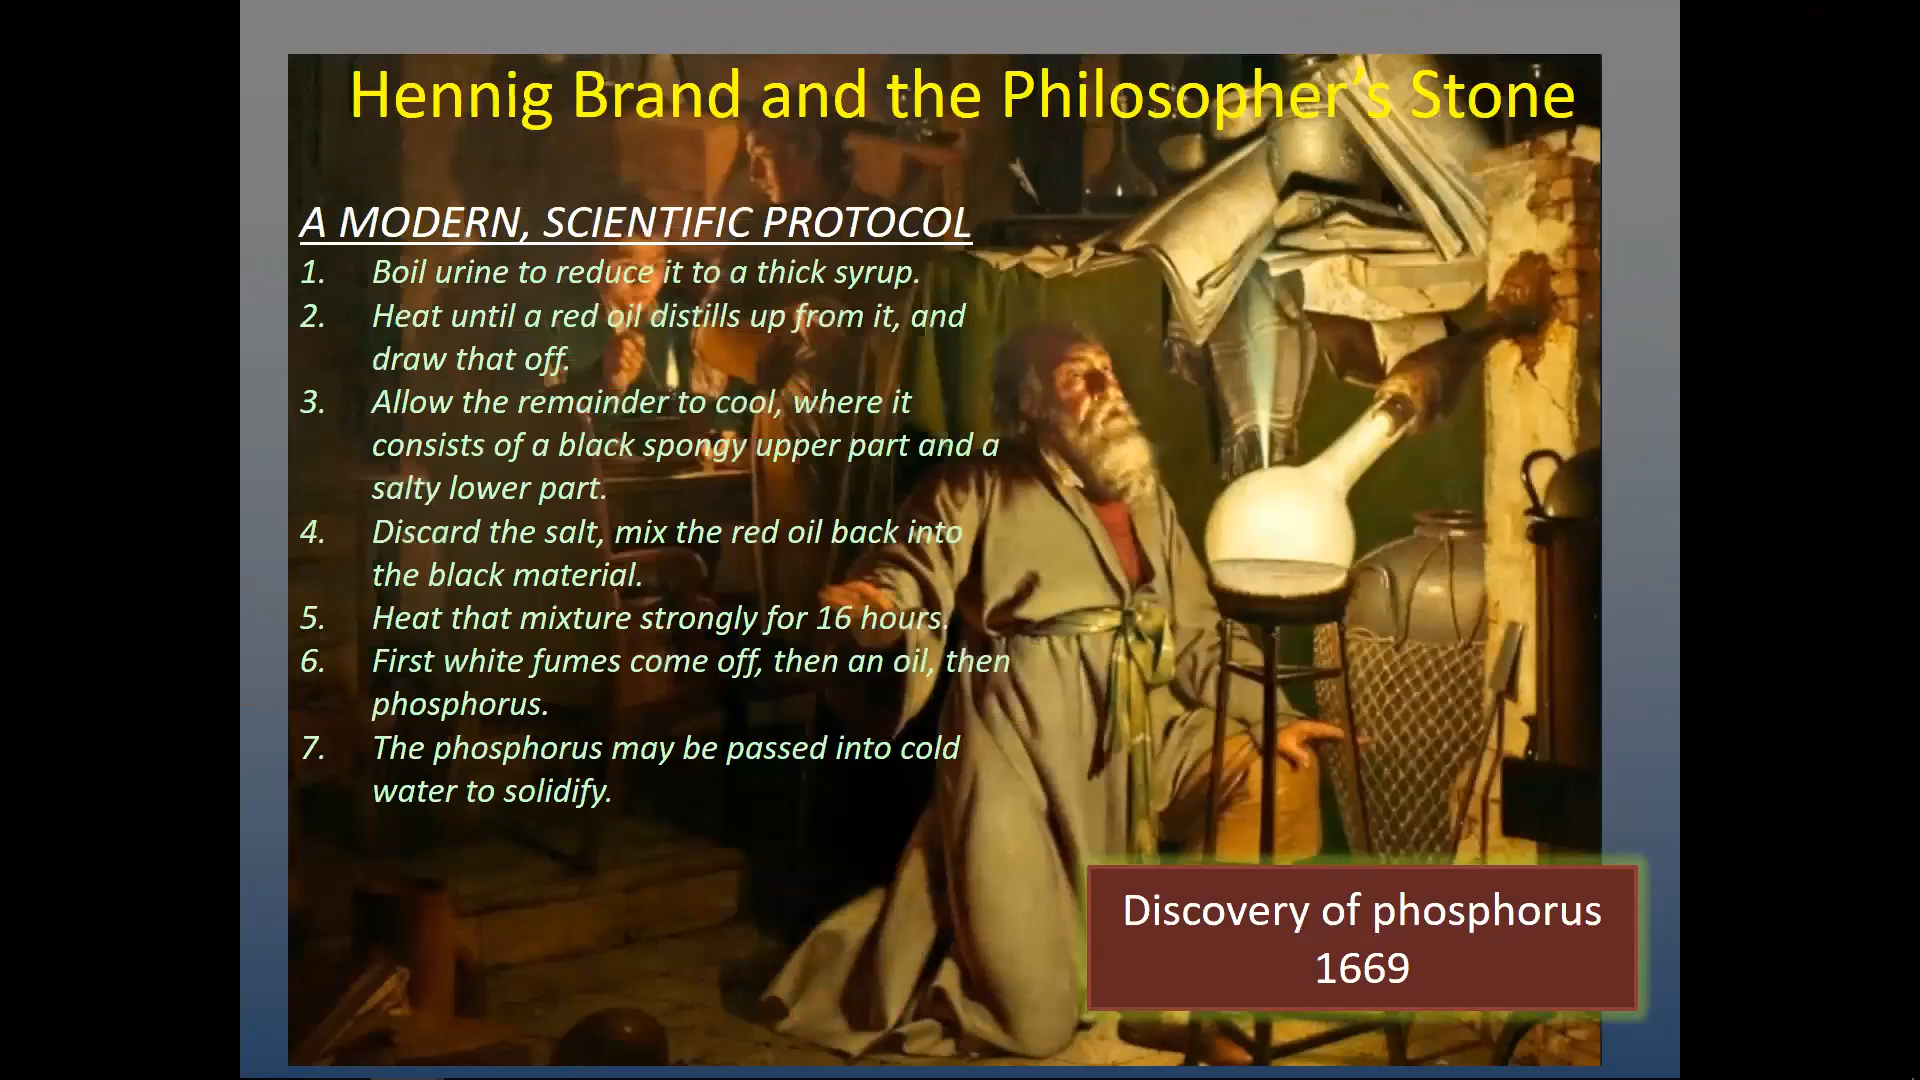 Hennig Brand and the Philosopher's Stone
A MODERN, SCIENTIFIC PROTOCOL
1. Boil urine to reduce it to a thick syrup.
2. Heat until a red oil distills up from it, and
draw that off.
3. Allow the remainder to cool, where it
consists of a black spongy upper part and a
salty lower part.
4. Discard the salt, mix the red oil back into
the black material.
5. Heat that mixture strongly for 16 hours.
6. First white fumes come off, then an oil, then
phosphorus.
7. The phosphorus may be passed into cold
water to solidify.
Discovery of phosphorus
1669